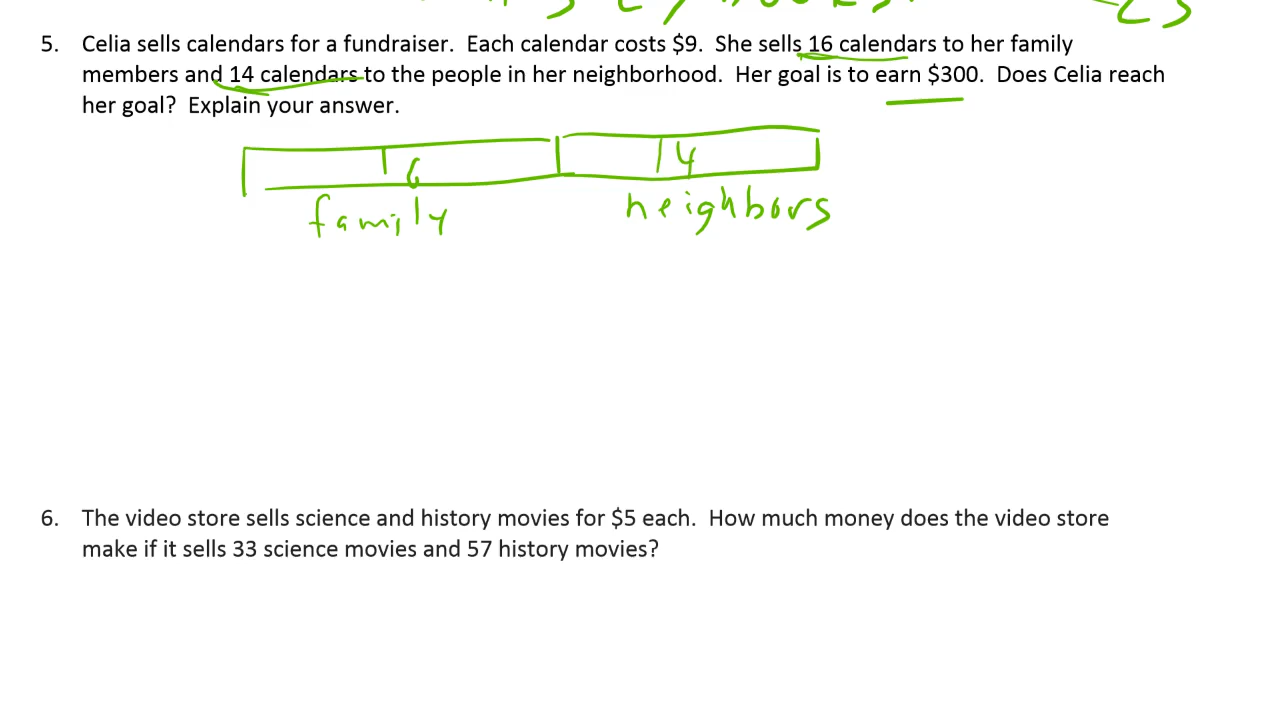 5. Celia sells calendars for a fundraiser. Each calendar costs $9. She sells 16 calendars to her family
members and 14 calendars to the people in her neighborhood. Her goal is to earn $300. Does Celia reach
her goal? Explain your answer.
16 14
family neighbors
6. The video store sells science and history movies for $5 each. How much money does the video store
make if it sells 33 science movies and 57 history movies?